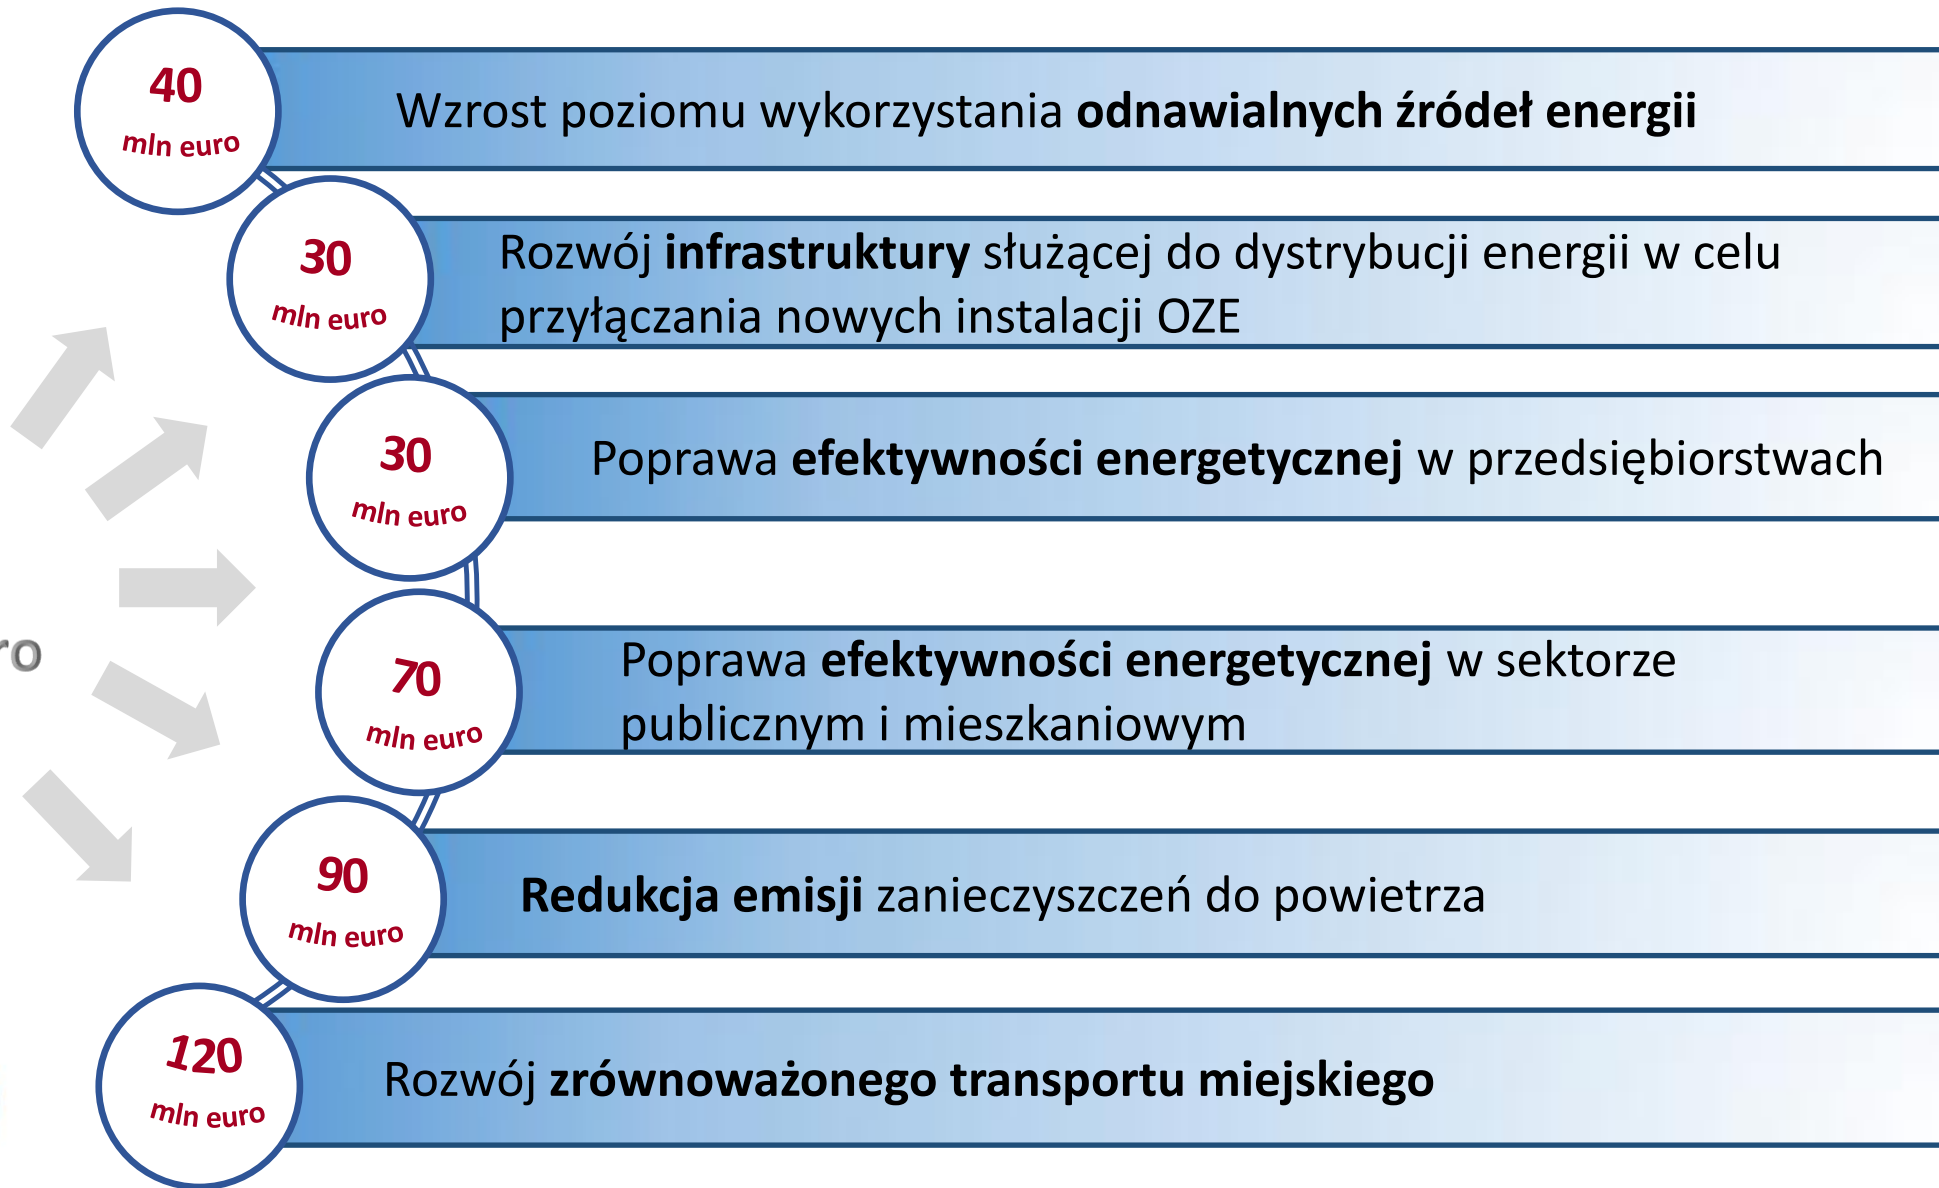 40
mln euro
Wzrost poziomu wykorzystania odnawialnych źródeł energii
30
mln euro
Rozwój infrastruktury służącej do dystrybucji energii w celu
przyłączania nowych instalacji OZE
30
mln euro
Poprawa efektywności energetycznej w przedsiębiorstwach
70
mln euro
Poprawa efektywności energetycznej w sektorze
publicznym i mieszkaniowym
90
mln euro
Redukcja emisji zanieczyszczeń do powietrza
120
mln euro
Rozwój zrównoważonego transportu miejskiego